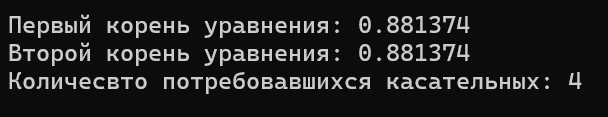 Первый корень уравнения: 0.881374
Второй корень уравнения: 0.881374
Количесвто потребовавшихся касательных: 4